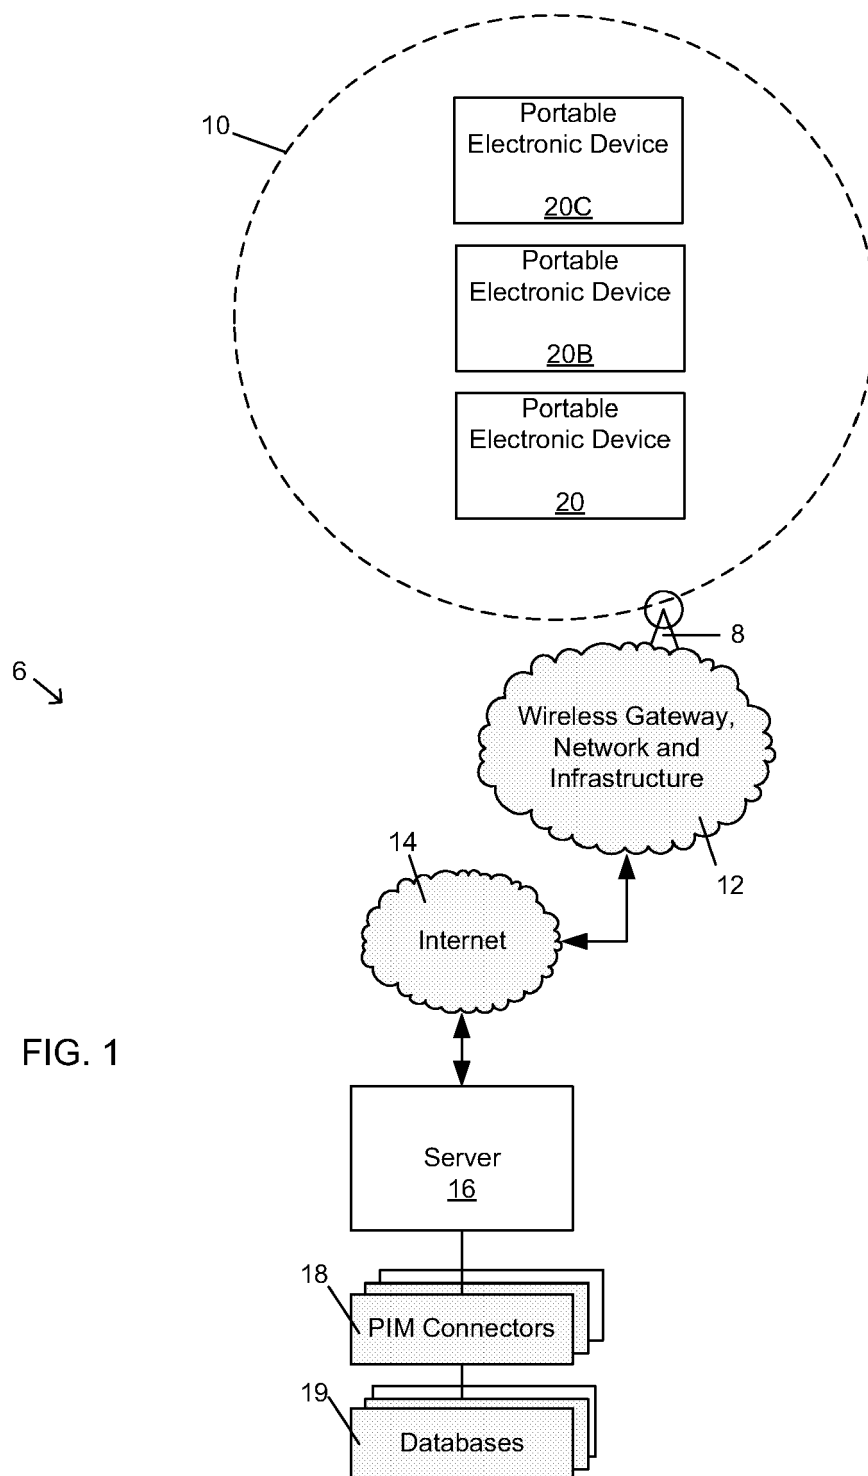 10
Portable
Electronic Device
20C
Portable
Electronic Device
20B
Portable
Electronic Device
20
8
6
Wireless Gateway,
Network and
Infrastructure
12
14
Internet
FIG. 1
Server
16
18
PIM Connectors
19
Databases